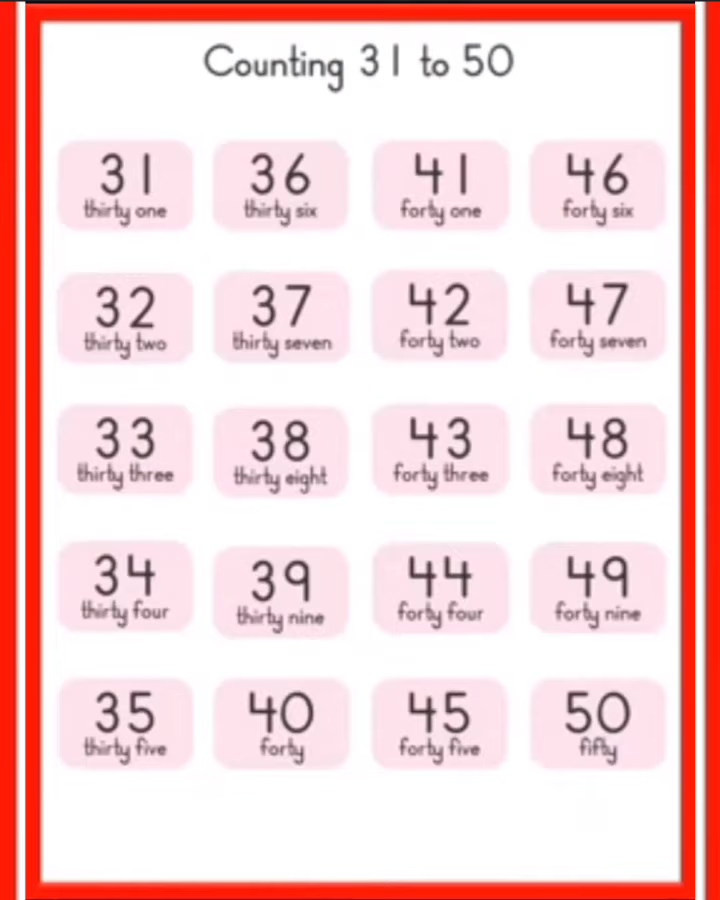 Counting 31 to 50
31 36 41 46
thirty one thirty six forty one forty six
32 37 42 47
thirty two thirty seven forty two forty seven
33 38 43 48
thirty three thirty eight forty three forty eight
34 39 44 49
thirty four thirty nine forty four forty nine
35 40 45 50
thirty five forty forty five fifty